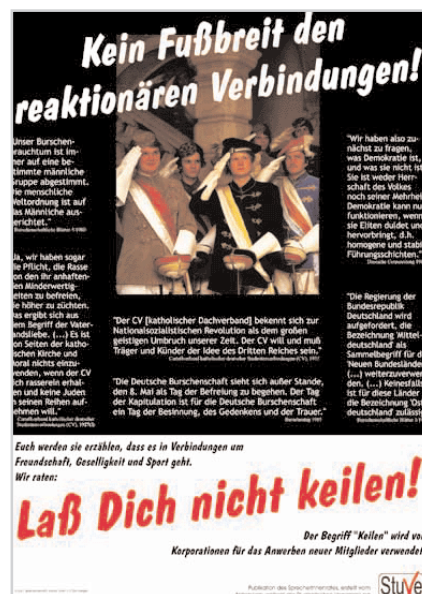 Kein Fußbreit den
reaktionären Verbindungen!
Unser Burschen-
brauchtum ist im-
mer auf eine be-
stimmte männliche
Gruppe abgestimmt.
Die menschliche
Weltordnung ist auf
das Männliche aus-
gerichtet."
Ja, wir haben sogar
die Pflicht, die Rasse
von den ihr anhaften-
den Minderwertig-
keiten zu befreien,
sie höher zu züchten.
Das ergibt sich aus
dem Begriff der Vater-
landsliebe. (...) Es ist
von Seiten der katho-
ischen Kirche und
Moral nichts einzu-
wenden, wenn der CV
sich rasserein erhal-
en und keine Juden
seinen Reihen auf-
nehmen will."
"Der CV [katholischer Dachverband] bekennt sich zur
Nationalsozialistischen Revolution als dem großen
geistigen Umbruch unserer Zeit. Der CV will und muß
Träger und Künder der Idee des Dritten Reiches sein."
"Die Deutsche Burschenschaft sieht sich außer Stande,
den 8. Mai als Tag der Befreiung zu begehen. Der Tag
der Kapitulation ist für die Deutsche Burschenschaft
ein Tag der Besinnung, des Gedenkens und der Trauer."
"Wir haben also zu-
nächst zu fragen,
was Demokratie ist,
und was sie nicht ist.
Sie ist weder Herr-
schaft des Volkes
noch seiner Mehrheit.
Demokratie kann nur
funktionieren, wenn
sie Eliten duldet und
hervorbringt, d.h.
homogene und stabile
Führungsschichten."
"Die Regierung der
Bundesrepublik
Deutschland wird
aufgefordert, die
Bezeichnung 'Mittel-
deutschland' als
Sammelbegriff für die
'Neuen Bundesländer'
(...) weiterzuverwen-
den. (...) Keinesfalls
ist für diese Länder
die Bezeichnung 'Ost-
deutschland' zulässig."
Euch werden sie erzählen, dass es in Verbindungen um
Freundschaft, Geselligkeit und Sport geht.
Wir raten:
Laß Dich nicht keilen!
Der Begriff "Keilen" wird von
Korporationen für das Anwerben neuer Mitglieder verwendet
StuVe